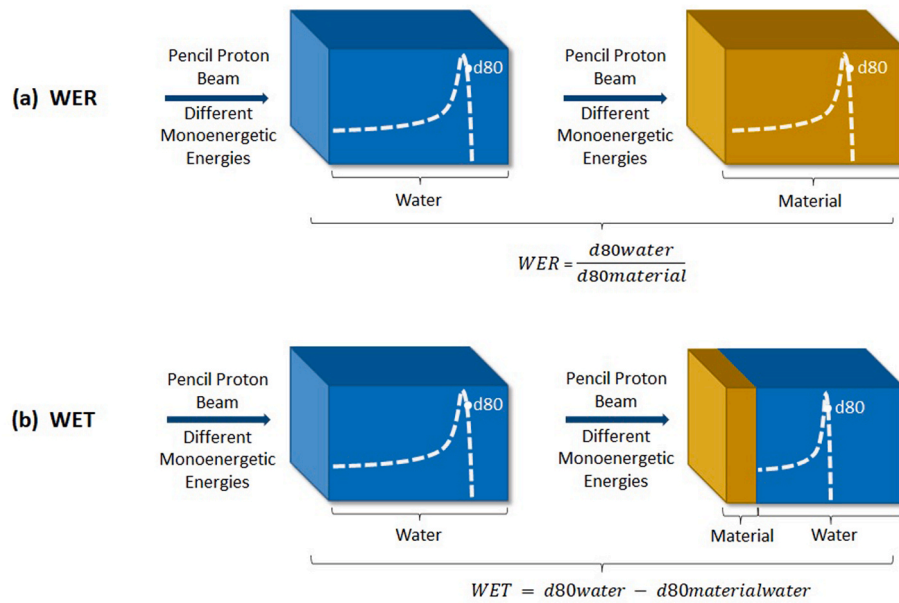 (a) WER
Pencil Proton
Beam
Different
Monoenergetic
Energies
d80
Water
Pencil Proton
Beam
Different
Monoenergetic
Energies
d80
Material
WER = d80water
d80material
(b) WET
Pencil Proton
Beam
Different
Monoenergetic
Energies
d80
Water
Pencil Proton
Beam
Different
Monoenergetic
Energies
d80
Material Water
WET = d80water − d80materialwater